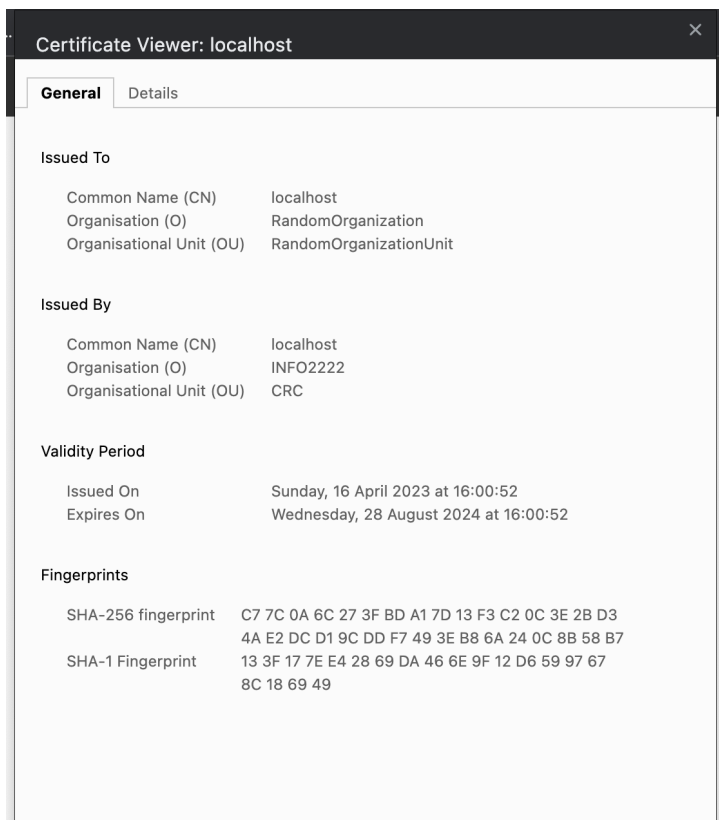 Certificate Viewer: localhost
General Details
Issued To
Common Name (CN) localhost
Organisation (O) RandomOrganization
Organisational Unit (OU) RandomOrganizationUnit
Issued By
Common Name (CN) localhost
Organisation (O) INFO2222
Organisational Unit (OU) CRC
Validity Period
Issued On Sunday, 16 April 2023 at 16:00:52
Expires On Wednesday, 28 August 2024 at 16:00:52
Fingerprints
SHA-256 fingerprint C7 7C 0A 6C 27 3F BD A1 7D 13 F3 C2 0C 3E 2B D3
4A E2 DC D1 9C DD F7 49 3E B8 6A 24 0C 8B 58 B7
SHA-1 Fingerprint 13 3F 17 7E E4 28 69 DA 46 6E 9F 12 D6 59 97 67
8C 18 69 49